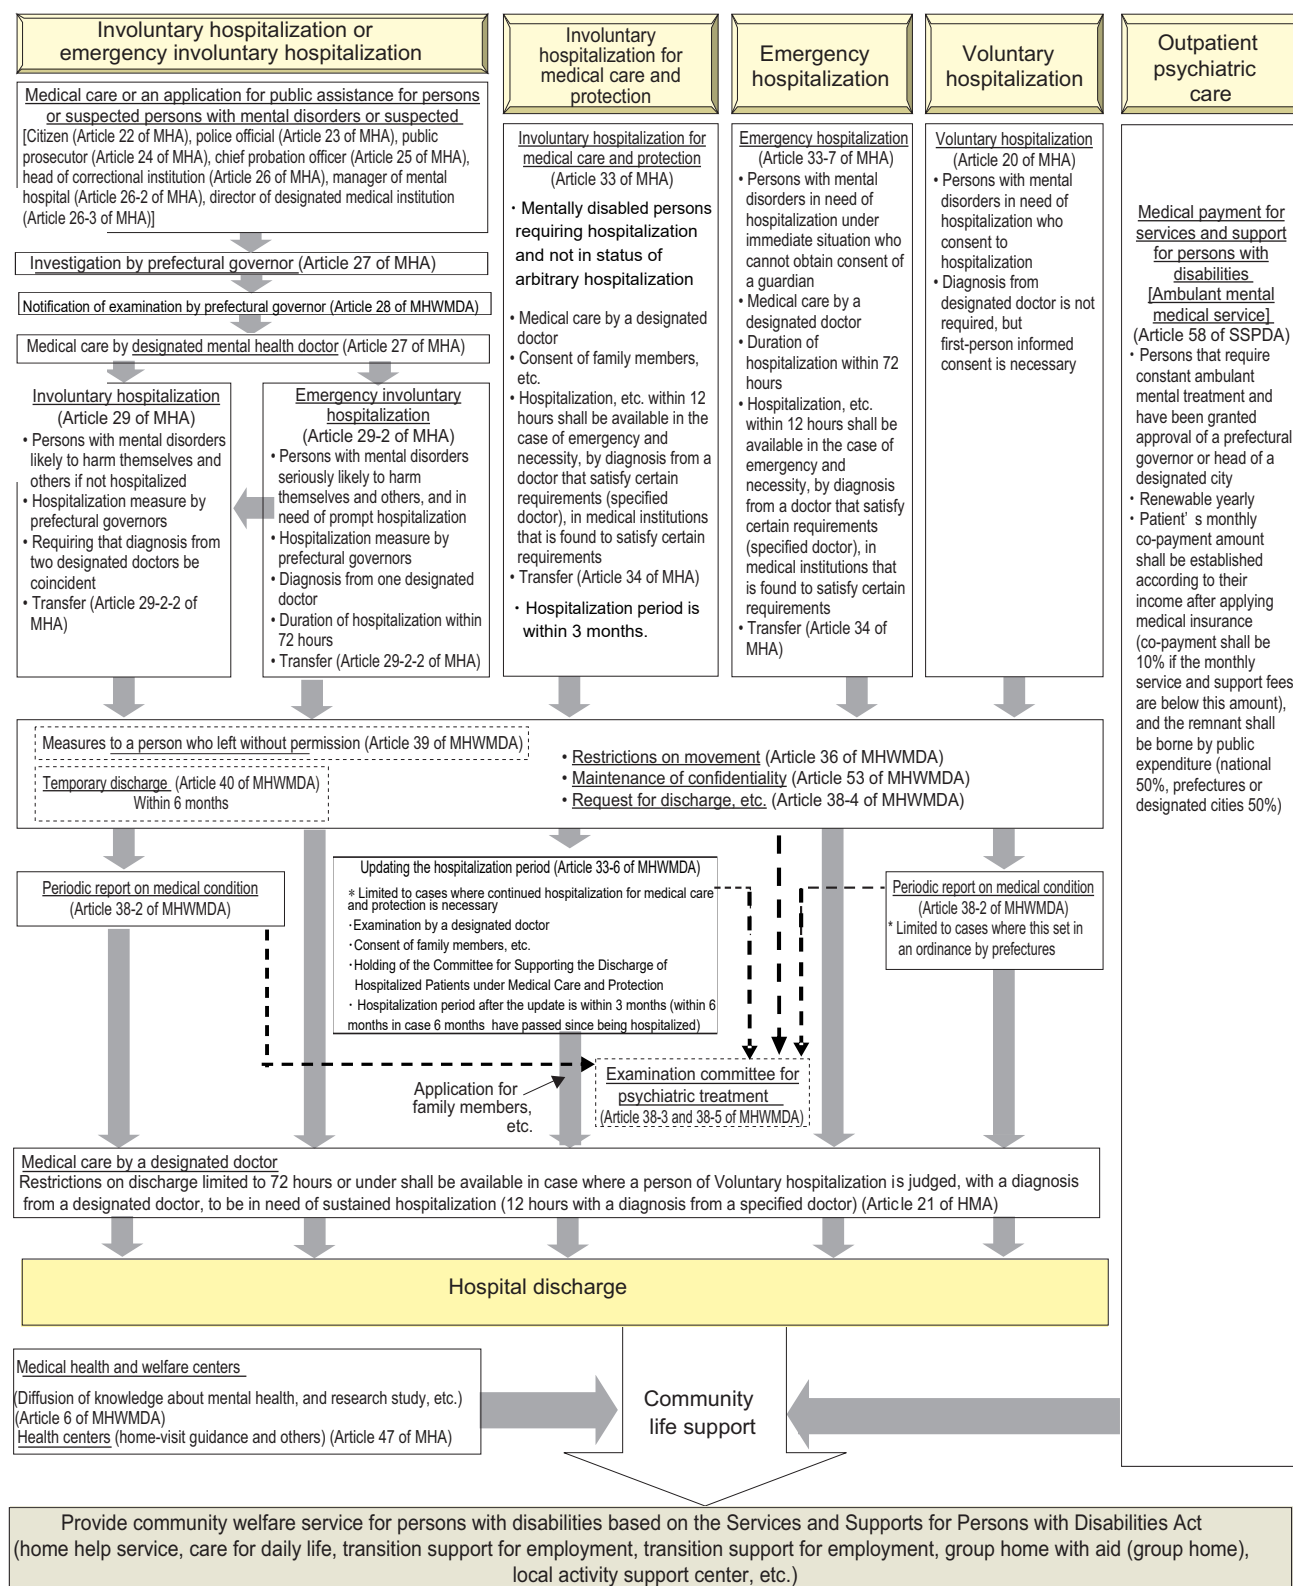 Involuntary hospitalization or
emergency involuntary hospitalization
Involuntary
hospitalization for
medical care and
protection
Emergency
hospitalization
Voluntary
hospitalization
Outpatient
psychiatric
care
Medical care or an application for public assistance for persons
or suspected persons with mental disorders or suspected
[Citizen (Article 22 of MHA), police official (Article 23 of MHA), public
prosecutor (Article 24 of MHA), chief probation officer (Article 25 of MHA),
head of correctional institution (Article 26 of MHA), manager of mental
hospital (Article 26-2 of MHA), director of designated medical institution
(Article 26-3 of MHA)]
Investigation by prefectural governor (Article 27 of MHA)
Notification of examination by prefectural governor (Article 28 of MHWMDA)
Medical care by designated mental health doctor (Article 27 of MHA)
Involuntary hospitalization
(Article 29 of MHA)
• Persons with mental disorders
likely to harm themselves and
others if not hospitalized
• Hospitalization measure by
prefectural governors
• Requiring that diagnosis from
two designated doctors be
coincident
• Transfer (Article 29-2-2 of
MHA)
Emergency involuntary
hospitalization
(Article 29-2 of MHA)
• Persons with mental disorders
seriously likely to harm
themselves and others, and in
need of prompt hospitalization
• Hospitalization measure by
prefectural governors
• Diagnosis from one designated
doctor
• Duration of hospitalization within
72 hours
• Transfer (Article 29-2-2 of MHA)
Involuntary hospitalization for
medical care and protection
(Article 33 of MHA)
・Mentally disabled persons
requiring hospitalization
and not in status of
arbitrary hospitalization
• Medical care by a designated
doctor
• Consent of family members,
etc.
• Hospitalization, etc. within 12
hours shall be available in the
case of emergency and
necessity, by diagnosis from a
doctor that satisfy certain
requirements (specified
doctor), in medical institutions
that is found to satisfy certain
requirements
• Transfer (Article 34 of MHA)
・Hospitalization period is
within 3 months.
Emergency hospitalization
(Article 33-7 of MHA)
• Persons with mental
disorders in need of
hospitalization under
immediate situation who
cannot obtain consent of
a guardian
• Medical care by a
designated doctor
• Duration of
hospitalization within 72
hours
• Hospitalization, etc.
within 12 hours shall be
available in the case of
emergency and
necessity, by diagnosis
from a doctor that satisfy
certain requirements
(specified doctor), in
medical institutions that
is found to satisfy certain
requirements
• Transfer (Article 34 of
MHA)
Voluntary hospitalization
(Article 20 of MHA)
• Persons with mental
disorders in need of
hospitalization who
consent to
hospitalization
• Diagnosis from
designated doctor is not
required, but
first-person informed
consent is necessary
Medical payment for
services and support
for persons with
disabilities
[Ambulant mental
medical service]
(Article 58 of SSPDA)
• Persons that require
constant ambulant
mental treatment and
have been granted
approval of a prefectural
governor or head of a
designated city
• Renewable yearly
• Patient’ s monthly
co-payment amount
shall be established
according to their
income after applying
medical insurance
(co-payment shall be
10% if the monthly
service and support fees
are below this amount),
and the remnant shall
be borne by public
expenditure (national
50%, prefectures or
designated cities 50%)
Measures to a person who left without permission (Article 39 of MHWMDA)
Temporary discharge (Article 40 of MHWMDA)
Within 6 months
• Restrictions on movement (Article 36 of MHWMDA)
• Maintenance of confidentiality (Article 53 of MHWMDA)
• Request for discharge, etc. (Article 38-4 of MHWMDA)
Periodic report on medical condition
(Article 38-2 of MHWMDA)
Updating the hospitalization period (Article 33-6 of MHWMDA)
* Limited to cases where continued hospitalization for medical care
and protection is necessary
・Examination by a designated doctor
・Consent of family members, etc.
・Holding of the Committee for Supporting the Discharge of
Hospitalized Patients under Medical Care and Protection
・Hospitalization period after the update is within 3 months (within 6
months in case 6 months have passed since being hospitalized)
Periodic report on medical condition
(Article 38-2 of MHWMDA)
* Limited to cases where this set in
an ordinance by prefectures
Application for
family members,
etc.
Examination committee for
psychiatric treatment
(Article 38-3 and 38-5 of MHWMDA)
Medical care by a designated doctor
Restrictions on discharge limited to 72 hours or under shall be available in case where a person of Voluntary hospitalization is judged, with a diagnosis
from a designated doctor, to be in need of sustained hospitalization (12 hours with a diagnosis from a specified doctor) (Article 21 of HMA)
Hospital discharge
Medical health and welfare centers
(Diffusion of knowledge about mental health, and research study, etc.)
(Article 6 of MHWMDA)
Health centers (home-visit guidance and others) (Article 47 of MHA)
Community
life support
Provide community welfare service for persons with disabilities based on the Services and Supports for Persons with Disabilities Act
(home help service, care for daily life, transition support for employment, transition support for employment, group home with aid (group home),
local activity support center, etc.)